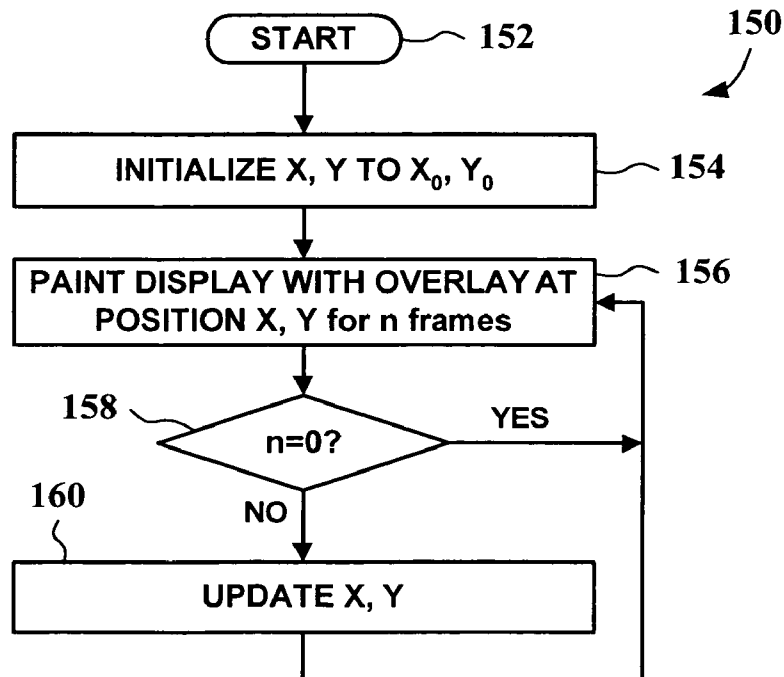 START
152
150
INITIALIZE X, Y TO X₀, Y₀
154
PAINT DISPLAY WITH OVERLAY AT
POSITION X, Y for n frames
156
158
n=0?
YES
NO
160
UPDATE X, Y